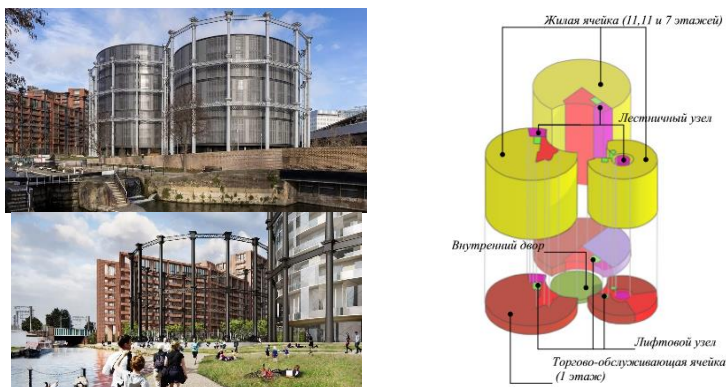 Жилая ячейка (11,11 и 7 этажей)
Лестничный узел
Внутренний двор
Лифтовой узел
Торгово-обслуживающая ячейка
(1 этаж)